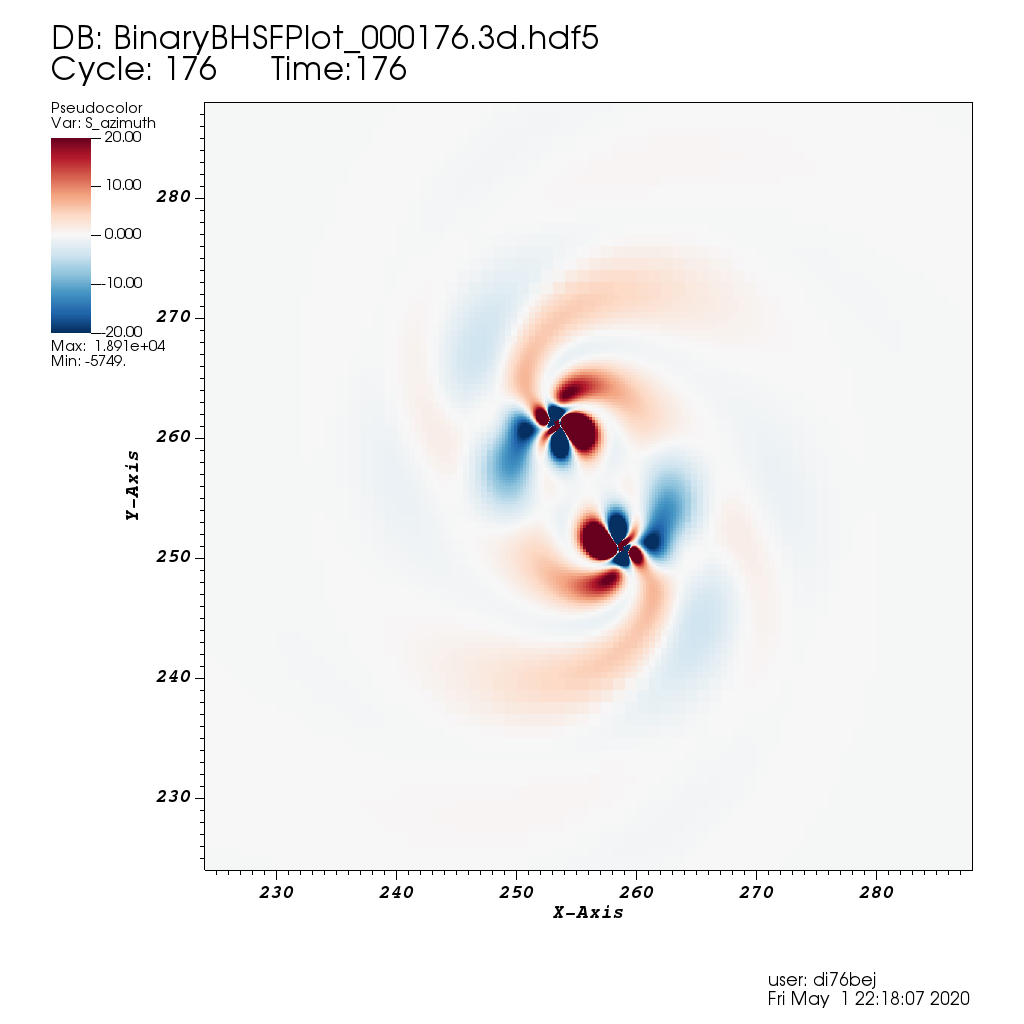 DB: BinaryBHSFPlot_000176.3d.hdf5
Cycle: 176 Time:176
Pseudocolor
Var: S_azimuth
20.00
10.00
0.000
-10.00
-20.00
Max: 1.891e+04
Min: -5749.
280
270
260
250
240
230
Y-Axis
230 240 250 260 270 280
X-Axis
user: di76bej
Fri May 1 22:18:07 2020